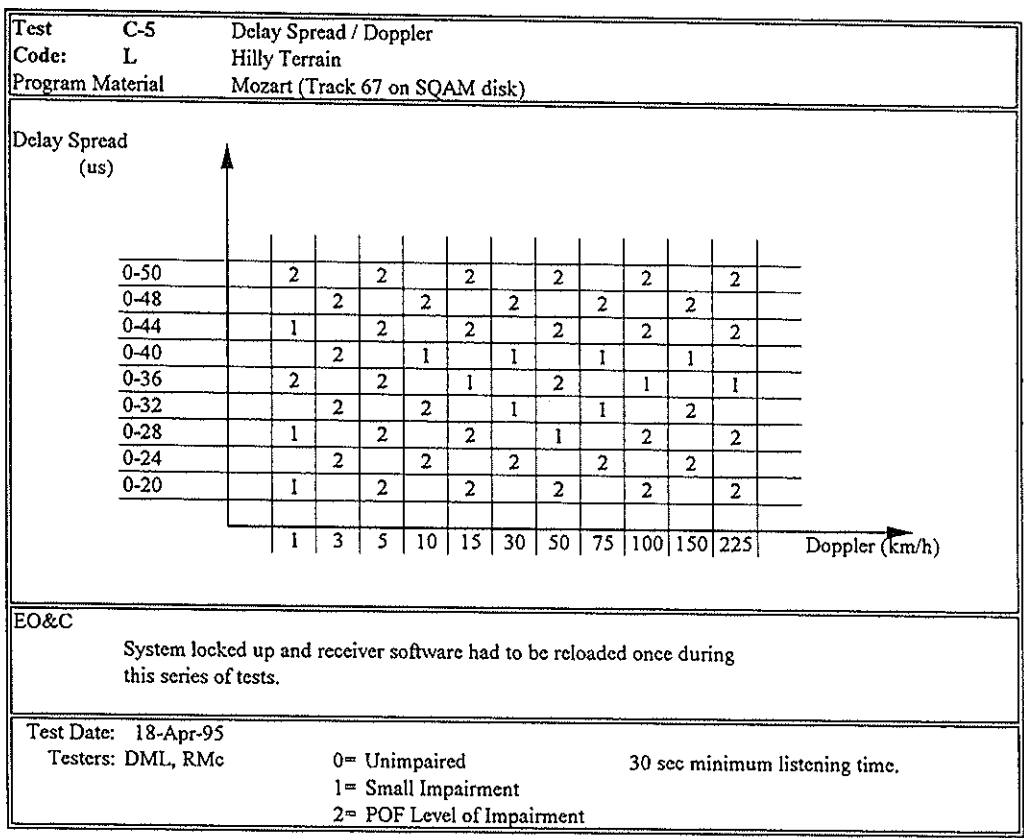 Test C-5 Delay Spread / Doppler
Code: L Hilly Terrain
Program Material Mozart (Track 67 on SQAM disk)
Delay Spread
(us)
0-50 2 2 2 2 2 2
0-48 2 2 2 2 2
0-44 1 2 2 2 2 2
0-40 2 1 1 1 1
0-36 2 2 1 2 1 1
0-32 2 2 1 1 2
0-28 1 2 2 1 2 2
0-24 2 2 2 2 2
0-20 1 2 2 2 2 2
1 3 5 10 15 30 50 75 100 150 225 Doppler (km/h)
EO&C
System locked up and receiver software had to be reloaded once during
this series of tests.
Test Date: 18-Apr-95
Testers: DML, RMc 0= Unimpaired 30 sec minimum listening time.
1= Small Impairment
2= POF Level of Impairment